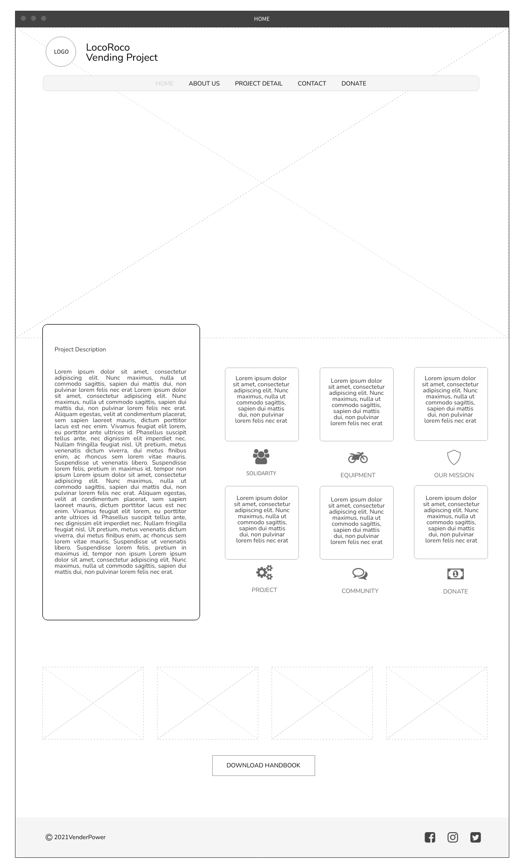 HOME
LOGO
LocoRoco
Vending Project
HOME
ABOUT US
PROJECT DETAIL
CONTACT
DONATE
Project Description
Lorem ipsum dolor sit amet, consectetur
adipiscing elit. Nunc maximus, nulla ut
commodo sagittis, sapien dui mattis dui, non
pulvinar lorem felis nec erat Lorem ipsum dolor
sit amet, consectetur adipiscing elit. Nunc
maximus, nulla ut commodo sagittis, sapien dui
mattis dui, non pulvinar lorem felis nec erat.
Aliquam egestas, velit at condimentum placerat,
sem sapien laoreet mauris, dictum porttitor
lacus est nec enim. Vivamus feugiat elit lorem,
eu porttitor ante ultrices id. Phasellus suscipit
tellus ante, nec dignissim elit imperdiet nec.
Nullam fringilla feugiat nisl. Ut pretium, metus
venenatis dictum viverra, dui metus finibus
enim, ac rhoncus sem lorem vitae mauris.
Suspendisse ut venenatis libero. Suspendisse
lorem felis, pretium in maximus id, tempor non
ipsum Lorem ipsum dolor sit amet, consectetur
adipiscing elit. Nunc maximus, nulla ut
commodo sagittis, sapien dui mattis dui, non
pulvinar lorem felis nec erat. Aliquam egestas,
velit at condimentum placerat, sem sapien
laoreet mauris, dictum porttitor lacus est nec
enim. Vivamus feugiat elit lorem, eu porttitor
ante ultrices id. Phasellus suscipit tellus ante,
nec dignissim elit imperdiet nec. Nullam fringilla
feugiat nisl. Ut pretium, metus venenatis dictum
viverra, dui metus finibus enim, ac rhoncus sem
lorem vitae mauris. Suspendisse ut venenatis
libero. Suspendisse lorem felis, pretium in
maximus id, tempor non ipsum Lorem ipsum
dolor sit amet, consectetur adipiscing elit. Nunc
maximus, nulla ut commodo sagittis, sapien dui
mattis dui, non pulvinar lorem felis nec erat.
Lorem ipsum dolor
sit amet, consectetur
adipiscing elit. Nunc
maximus, nulla ut
commodo sagittis,
sapien dui mattis
dui, non pulvinar
lorem felis nec erat
SOLIDARITY
Lorem ipsum dolor
sit amet, consectetur
adipiscing elit. Nunc
maximus, nulla ut
commodo sagittis,
sapien dui mattis
dui, non pulvinar
lorem felis nec erat
EQUIPMENT
Lorem ipsum dolor
sit amet, consectetur
adipiscing elit. Nunc
maximus, nulla ut
commodo sagittis,
sapien dui mattis
dui, non pulvinar
lorem felis nec erat
OUR MISSION
Lorem ipsum dolor
sit amet, consectetur
adipiscing elit. Nunc
maximus, nulla ut
commodo sagittis,
sapien dui mattis
dui, non pulvinar
lorem felis nec erat
PROJECT
Lorem ipsum dolor
sit amet, consectetur
adipiscing elit. Nunc
maximus, nulla ut
commodo sagittis,
sapien dui mattis
dui, non pulvinar
lorem felis nec erat
COMMUNITY
Lorem ipsum dolor
sit amet, consectetur
adipiscing elit. Nunc
maximus, nulla ut
commodo sagittis,
sapien dui mattis
dui, non pulvinar
lorem felis nec erat
DONATE
DOWNLOAD HANDBOOK
© 2021VenderPower